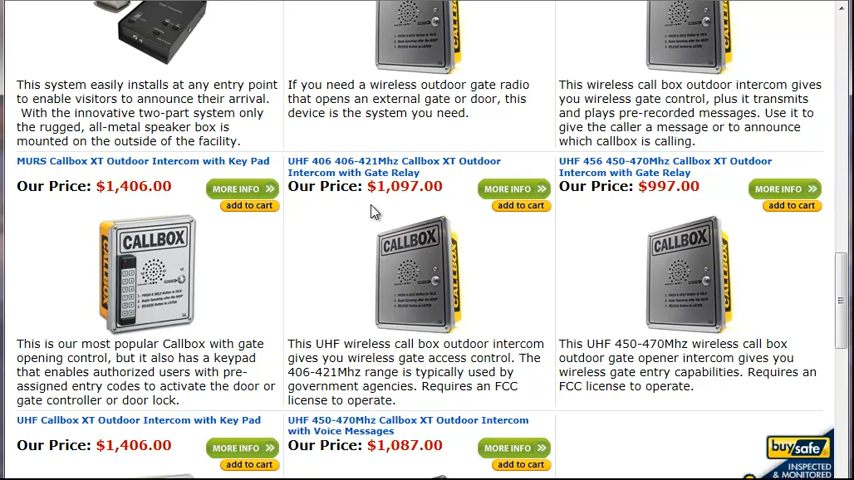 This system easily installs at any entry point
to enable visitors to announce their arrival.
With the innovative two-part system only
the rugged, all-metal speaker box is
mounted on the outside of the facility.
If you need a wireless outdoor gate radio
that opens an external gate or door, this
device is the system you need.
This wireless call box outdoor intercom gives
you wireless gate control, plus it transmits
and plays pre-recorded messages. Use it to
give the caller a message or to announce
which callbox is calling.
MURS Callbox XT Outdoor Intercom with Key Pad
Our Price: $1,406.00
MORE INFO
add to cart
UHF 406 406-421Mhz Callbox XT Outdoor
Intercom with Gate Relay
Our Price: $1,097.00
MORE INFO
add to cart
UHF 456 450-470Mhz Callbox XT Outdoor
Intercom with Gate Relay
Our Price: $997.00
MORE INFO
add to cart
CALLBOX
CALLBOX
CALLBOX
This is our most popular Callbox with gate
opening control, but it also has a keypad
that enables authorized users with pre-
assigned entry codes to activate the door or
gate controller or door lock.
This UHF wireless call box outdoor intercom
gives you wireless gate access control. The
406-421Mhz range is typically used by
government agencies. Requires an FCC
license to operate.
This UHF 450-470Mhz wireless call box
outdoor gate opener intercom gives you
wireless gate entry capabilities. Requires an
FCC license to operate.
UHF Callbox XT Outdoor Intercom with Key Pad
Our Price: $1,406.00
MORE INFO
add to cart
UHF 450-470Mhz Callbox XT Outdoor Intercom
with Voice Messages
Our Price: $1,087.00
MORE INFO
add to cart
buySAFE
INSPECTED
& MONITORED